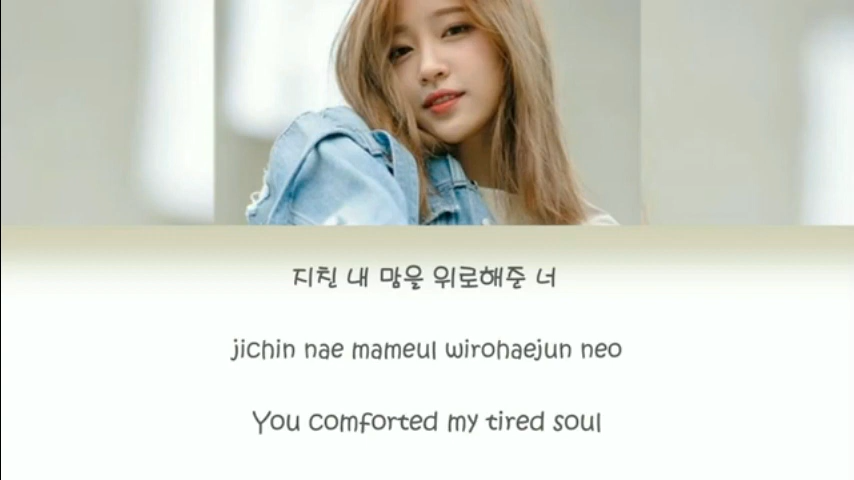 지친 내 맘을 위로해준 너
jichin nae mameul wirohaejun neo
You comforted my tired soul